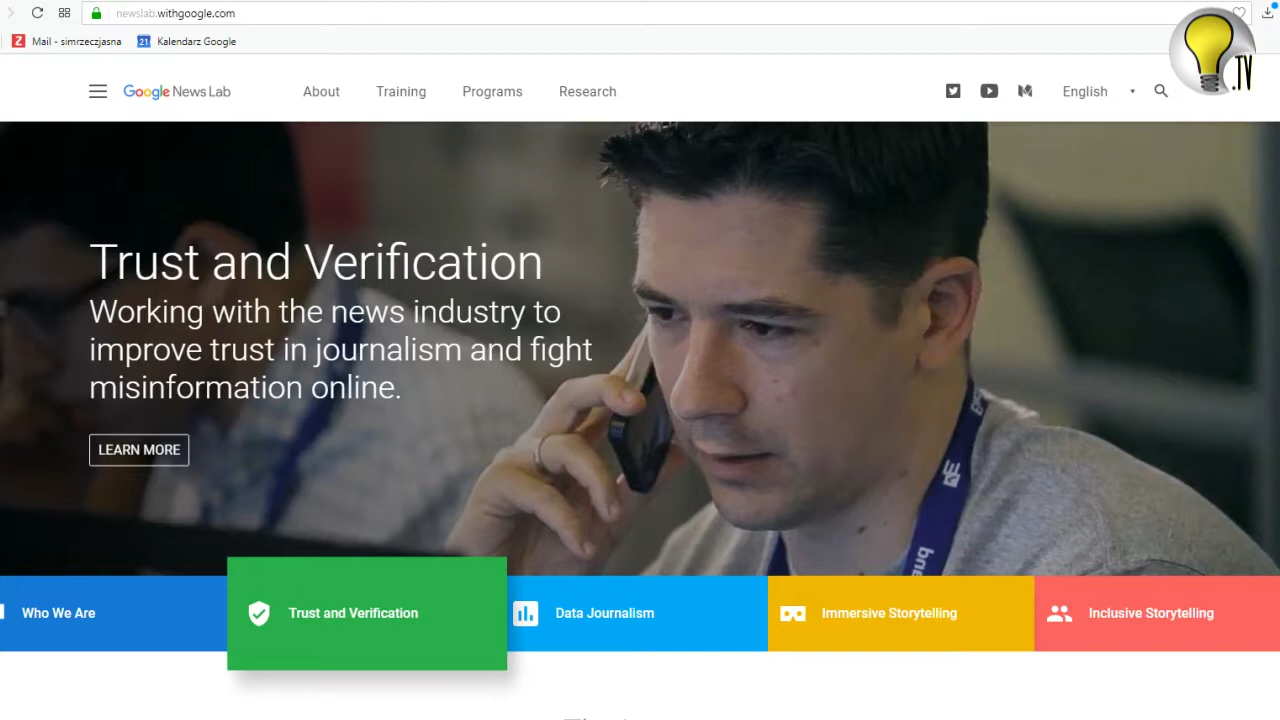 newslab.withgoogle.com
Mail - simrzeczjasna
21
Kalendarz Google
.TV
Google News Lab
About
Training
Programs
Research
English
Trust and Verification
Working with the news industry to
improve trust in journalism and fight
misinformation online.
LEARN MORE
Who We Are
Trust and Verification
Data Journalism
Immersive Storytelling
Inclusive Storytelling